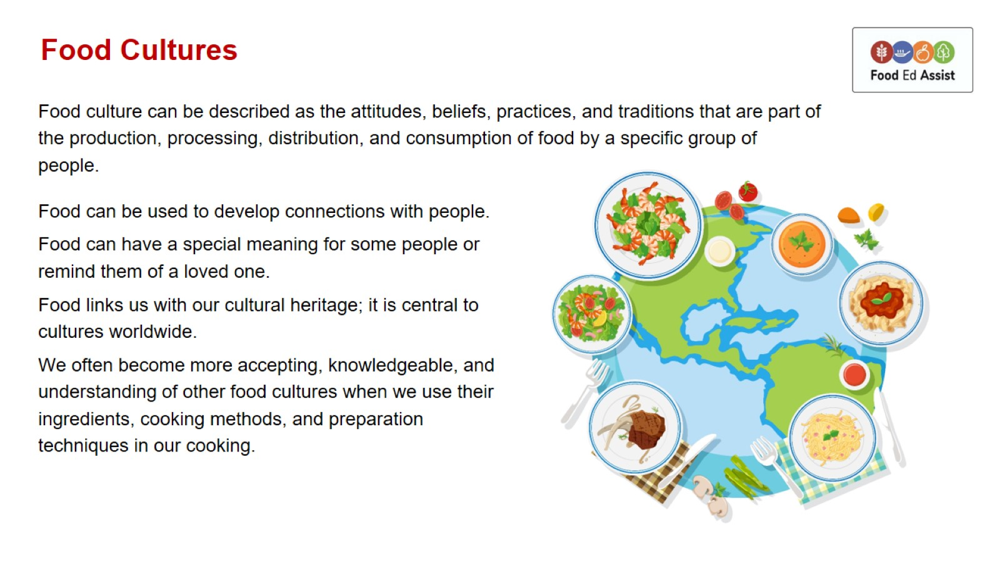 Food Cultures
Food Ed Assist
Food culture can be described as the attitudes, beliefs, practices, and traditions that are part of
the production, processing, distribution, and consumption of food by a specific group of
people.
Food can be used to develop connections with people.
Food can have a special meaning for some people or
remind them of a loved one.
Food links us with our cultural heritage; it is central to
cultures worldwide.
We often become more accepting, knowledgeable, and
understanding of other food cultures when we use their
ingredients, cooking methods, and preparation
techniques in our cooking.